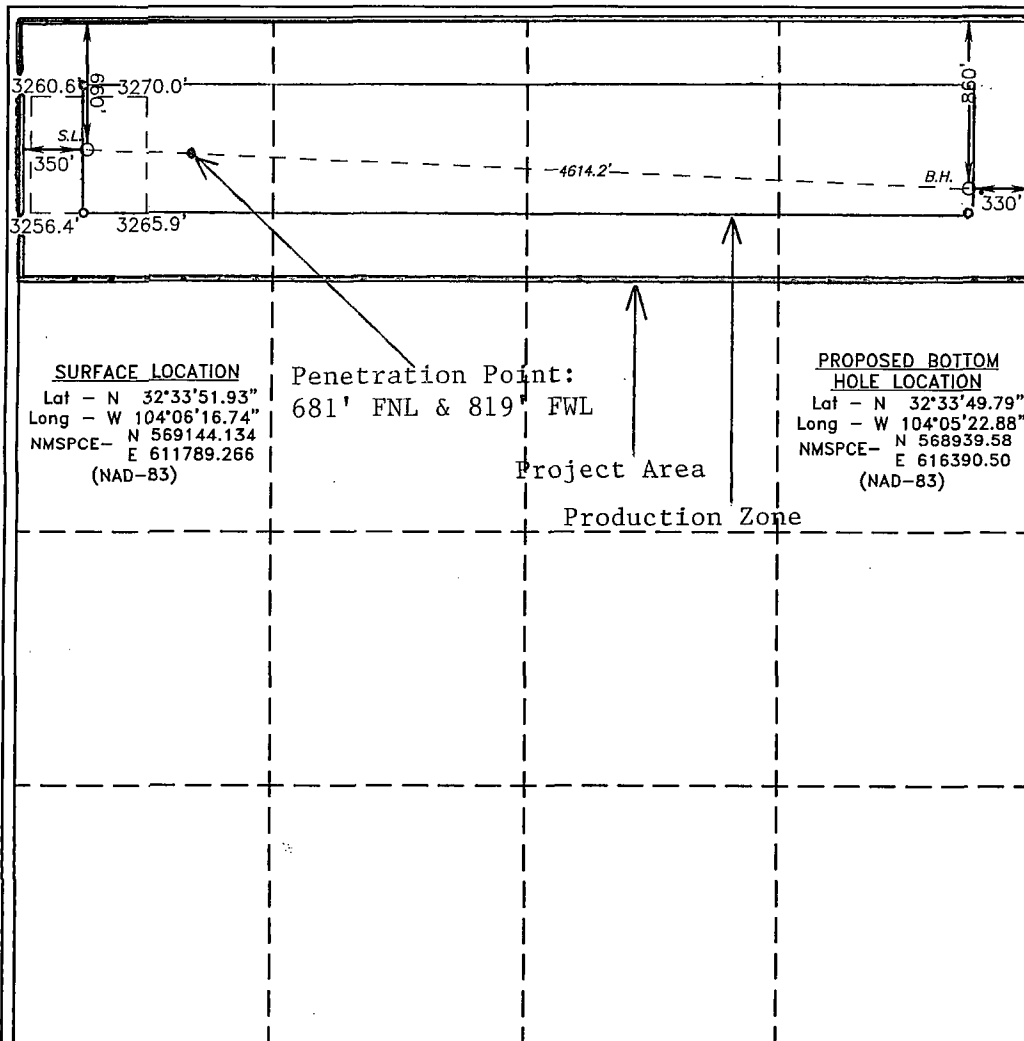 3260.6' 660' 3270.0' 860'
S.L.
350' 4614.2' B.H. 330'
3256.4' 3265.9'
SURFACE LOCATION
Lat - N 32°33'51.93"
Long - W 104°06'16.74"
NMSPCE- N 569144.134
E 611789.266
(NAD-83)
Penetration Point:
681' FNL & 819' FWL
PROPOSED BOTTOM
HOLE LOCATION
Lat - N 32°33'49.79"
Long - W 104°05'22.88"
NMSPCE- N 568939.58
E 616390.50
(NAD-83)
Project Area
Production Zone